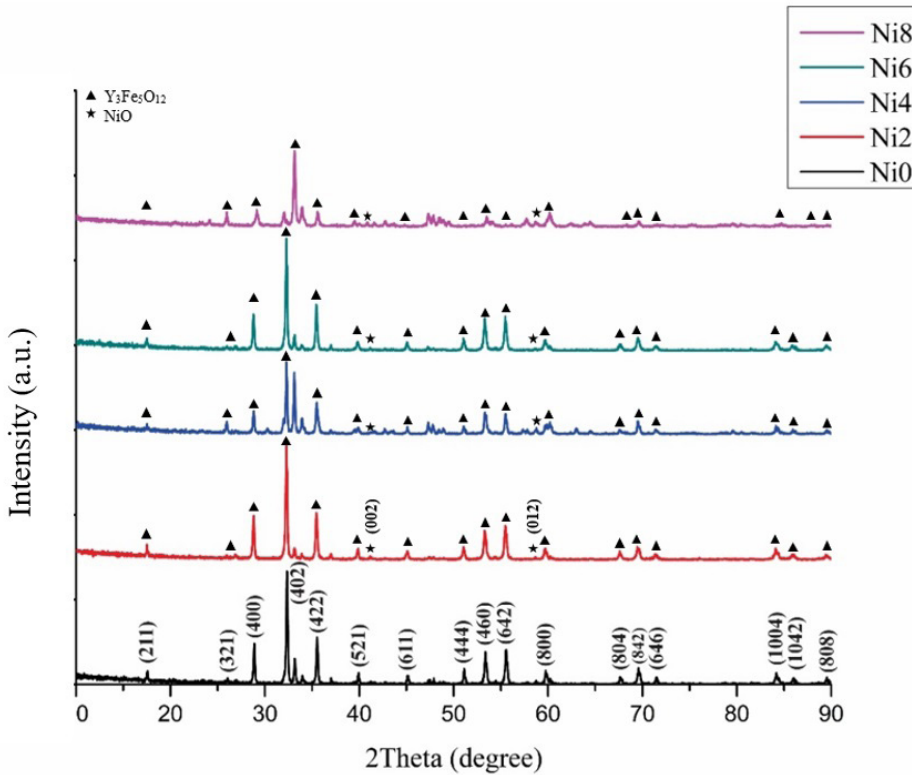 Ni8
Ni6
Ni4
Ni2
Ni0
▲ Y₃Fe₅O₁₂
★ NiO
(002)
(012)
(211)
(321)
(400)
(402)
(422)
(521)
(611)
(444)
(460)
(642)
(800)
(804)
(842)
(646)
(1004)
(1042)
(808)
Intensity (a.u.)
0 10 20 30 40 50 60 70 80 90
2Theta (degree)